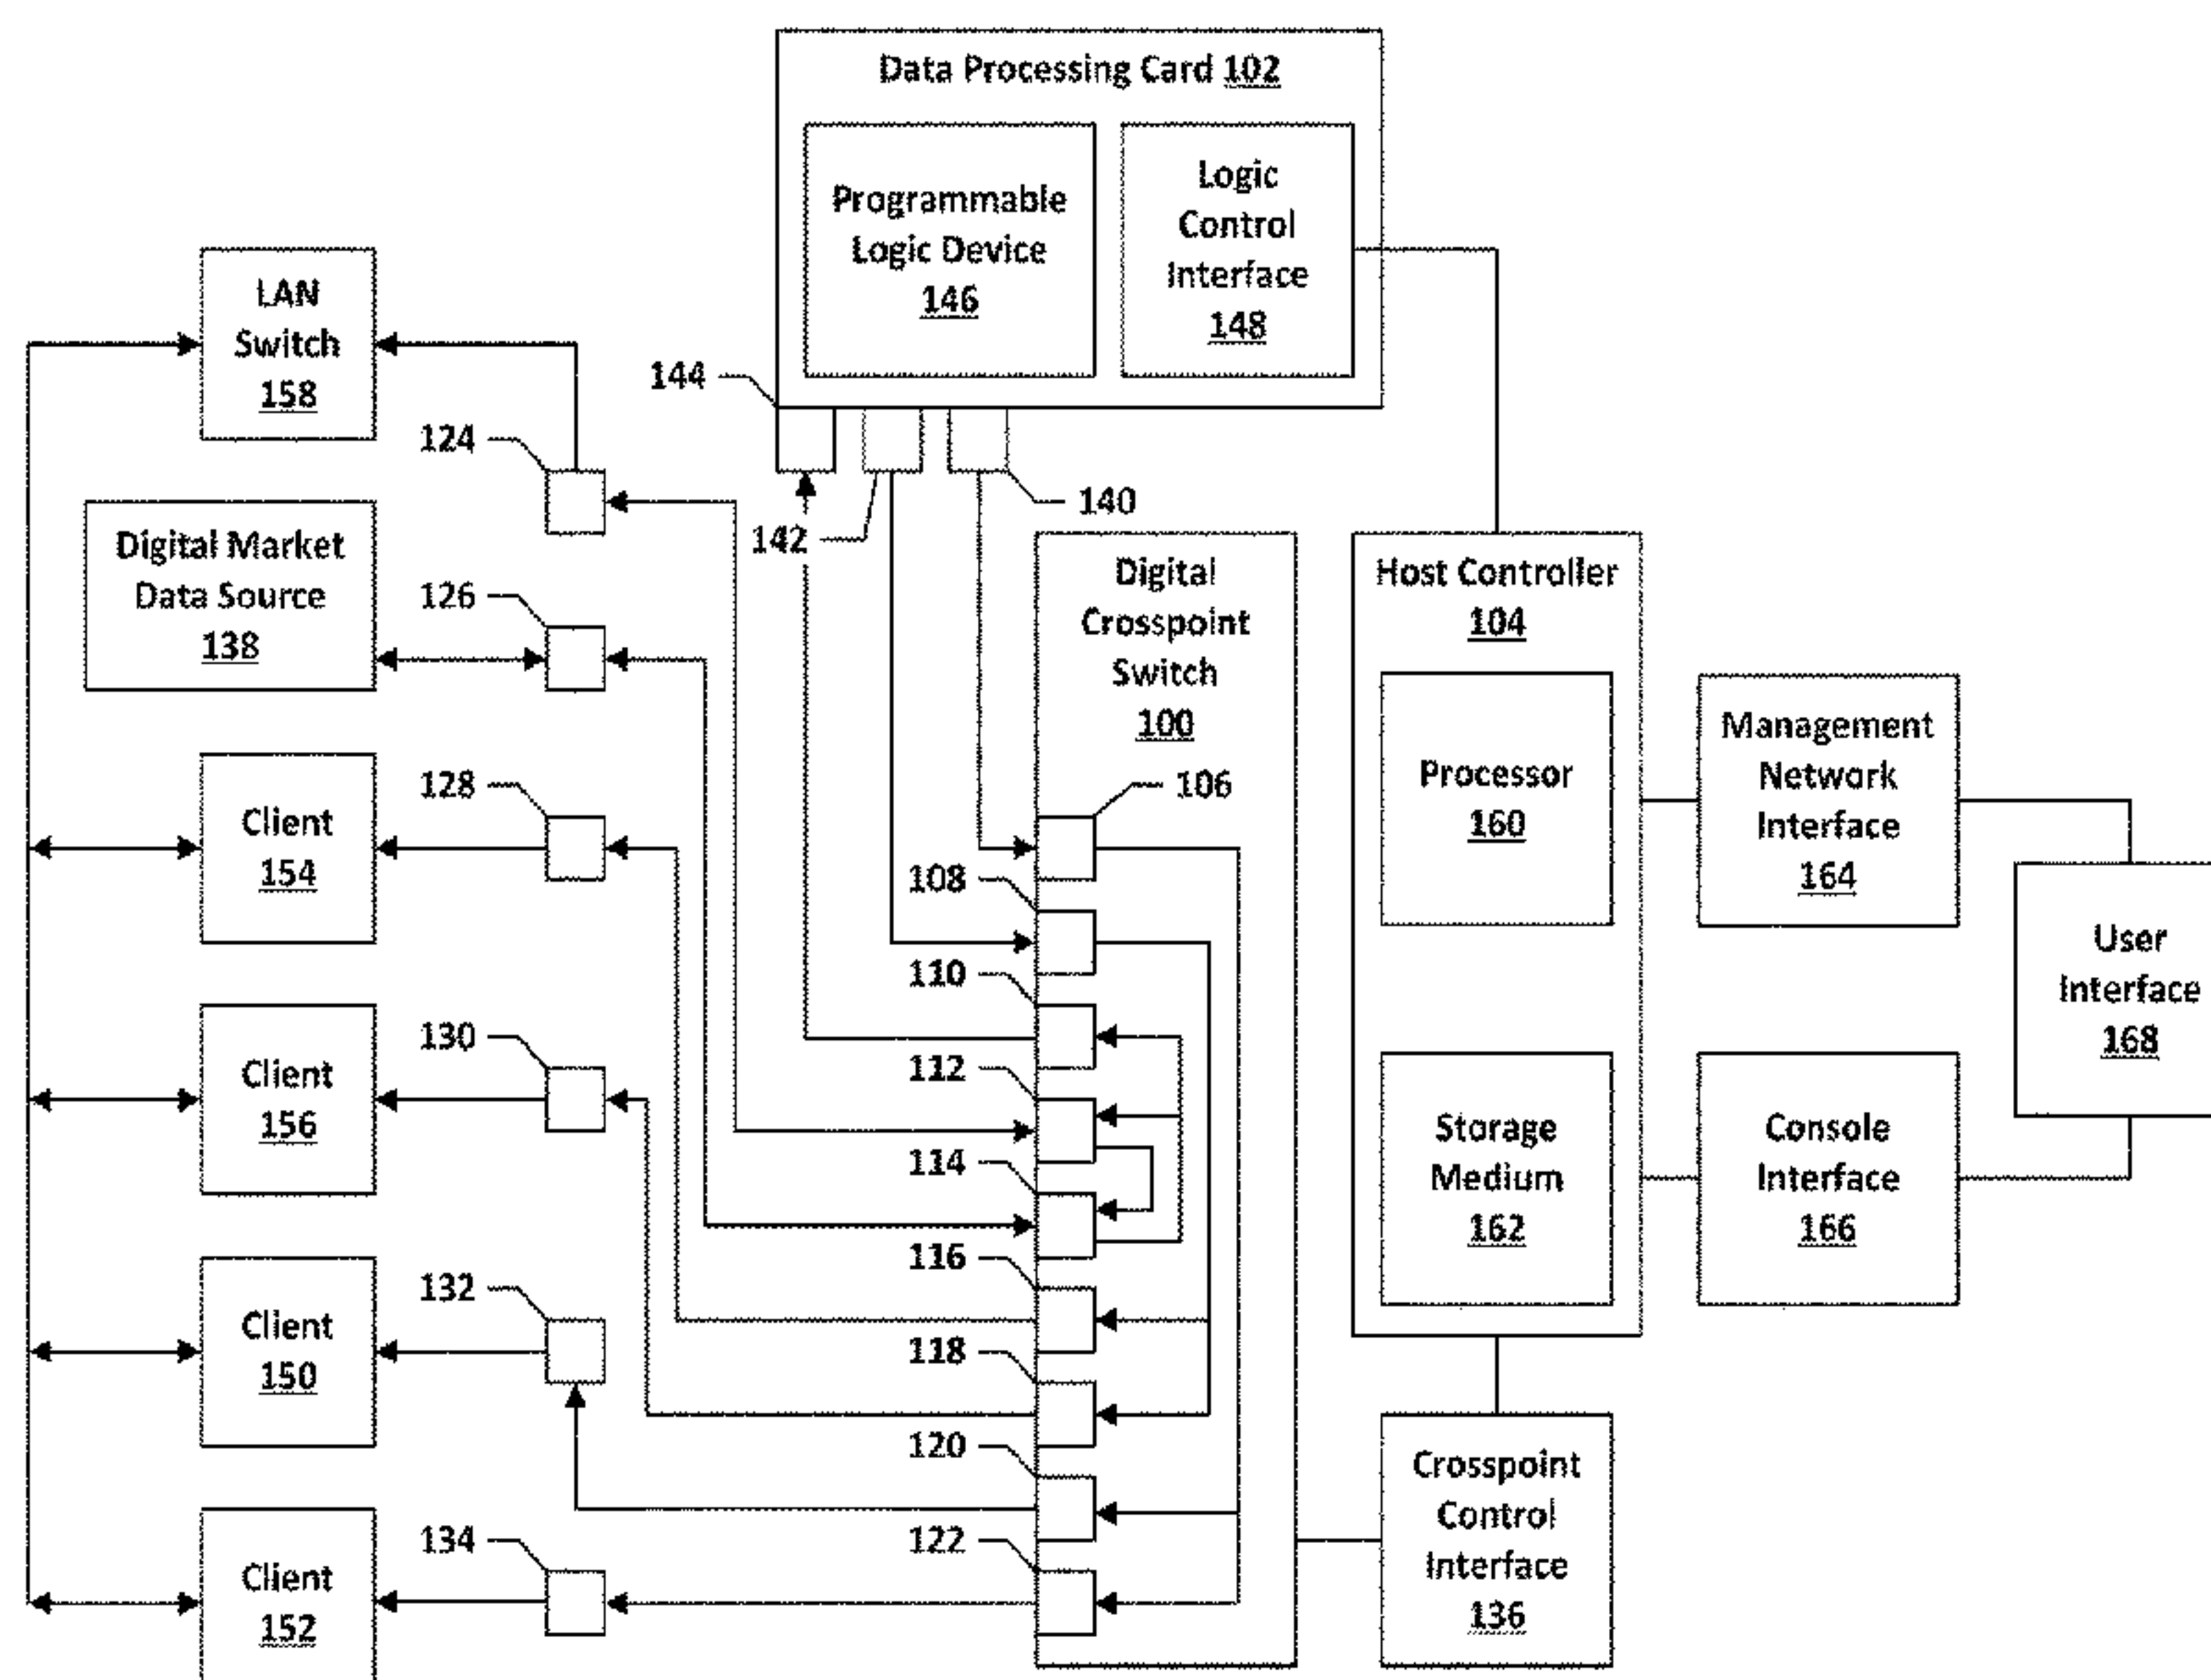 Data Processing Card 102
Programmable
Logic Device
146
Logic
Control
Interface
148
LAN
Switch
158
144
124
142
140
Digital Market
Data Source
138
126
Digital
Crosspoint
Switch
100
Host Controller
104
Processor
160
Management
Network
Interface
164
Client
154
128
106
108
User
Interface
168
110
Client
156
130
112
114
Storage
Medium
162
Console
Interface
166
116
Client
150
132
118
120
Crosspoint
Control
Interface
136
Client
152
134
122